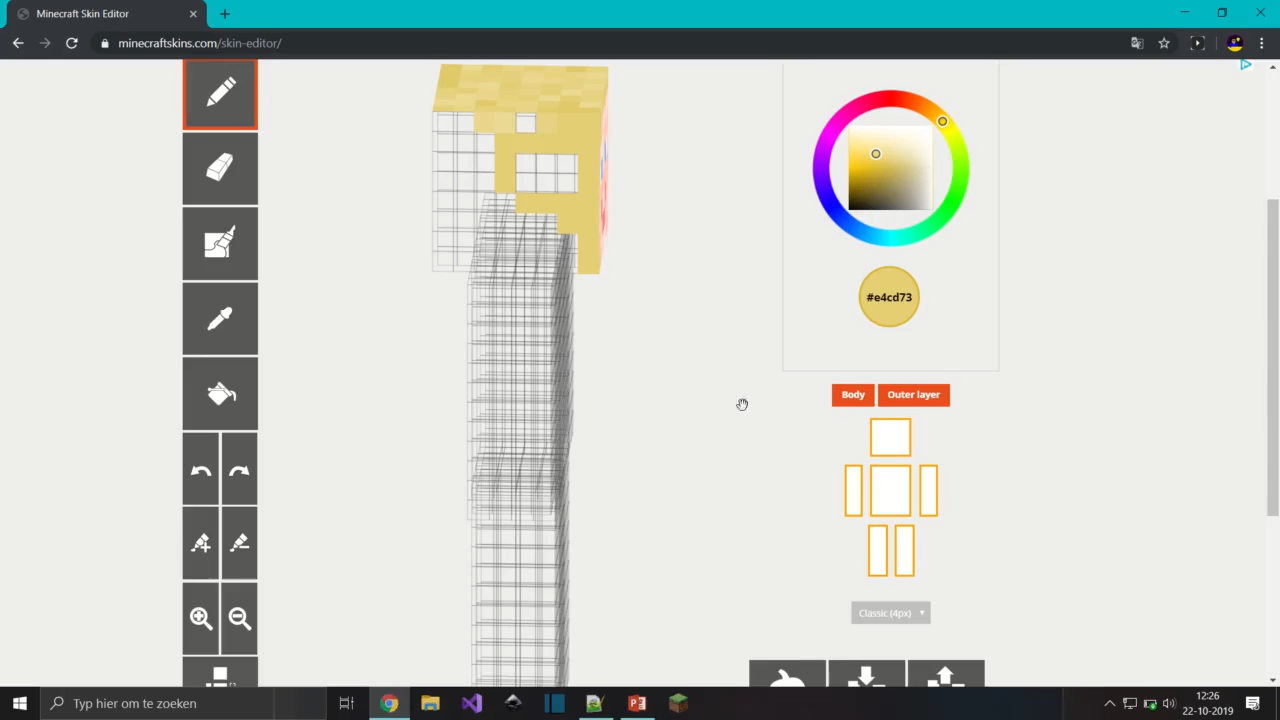 Minecraft Skin Editor
minecraftskins.com/skin-editor/
#e4cd73
Body
Outer layer
Classic (4px)
Typ hier om te zoeken
12:26
22-10-2019